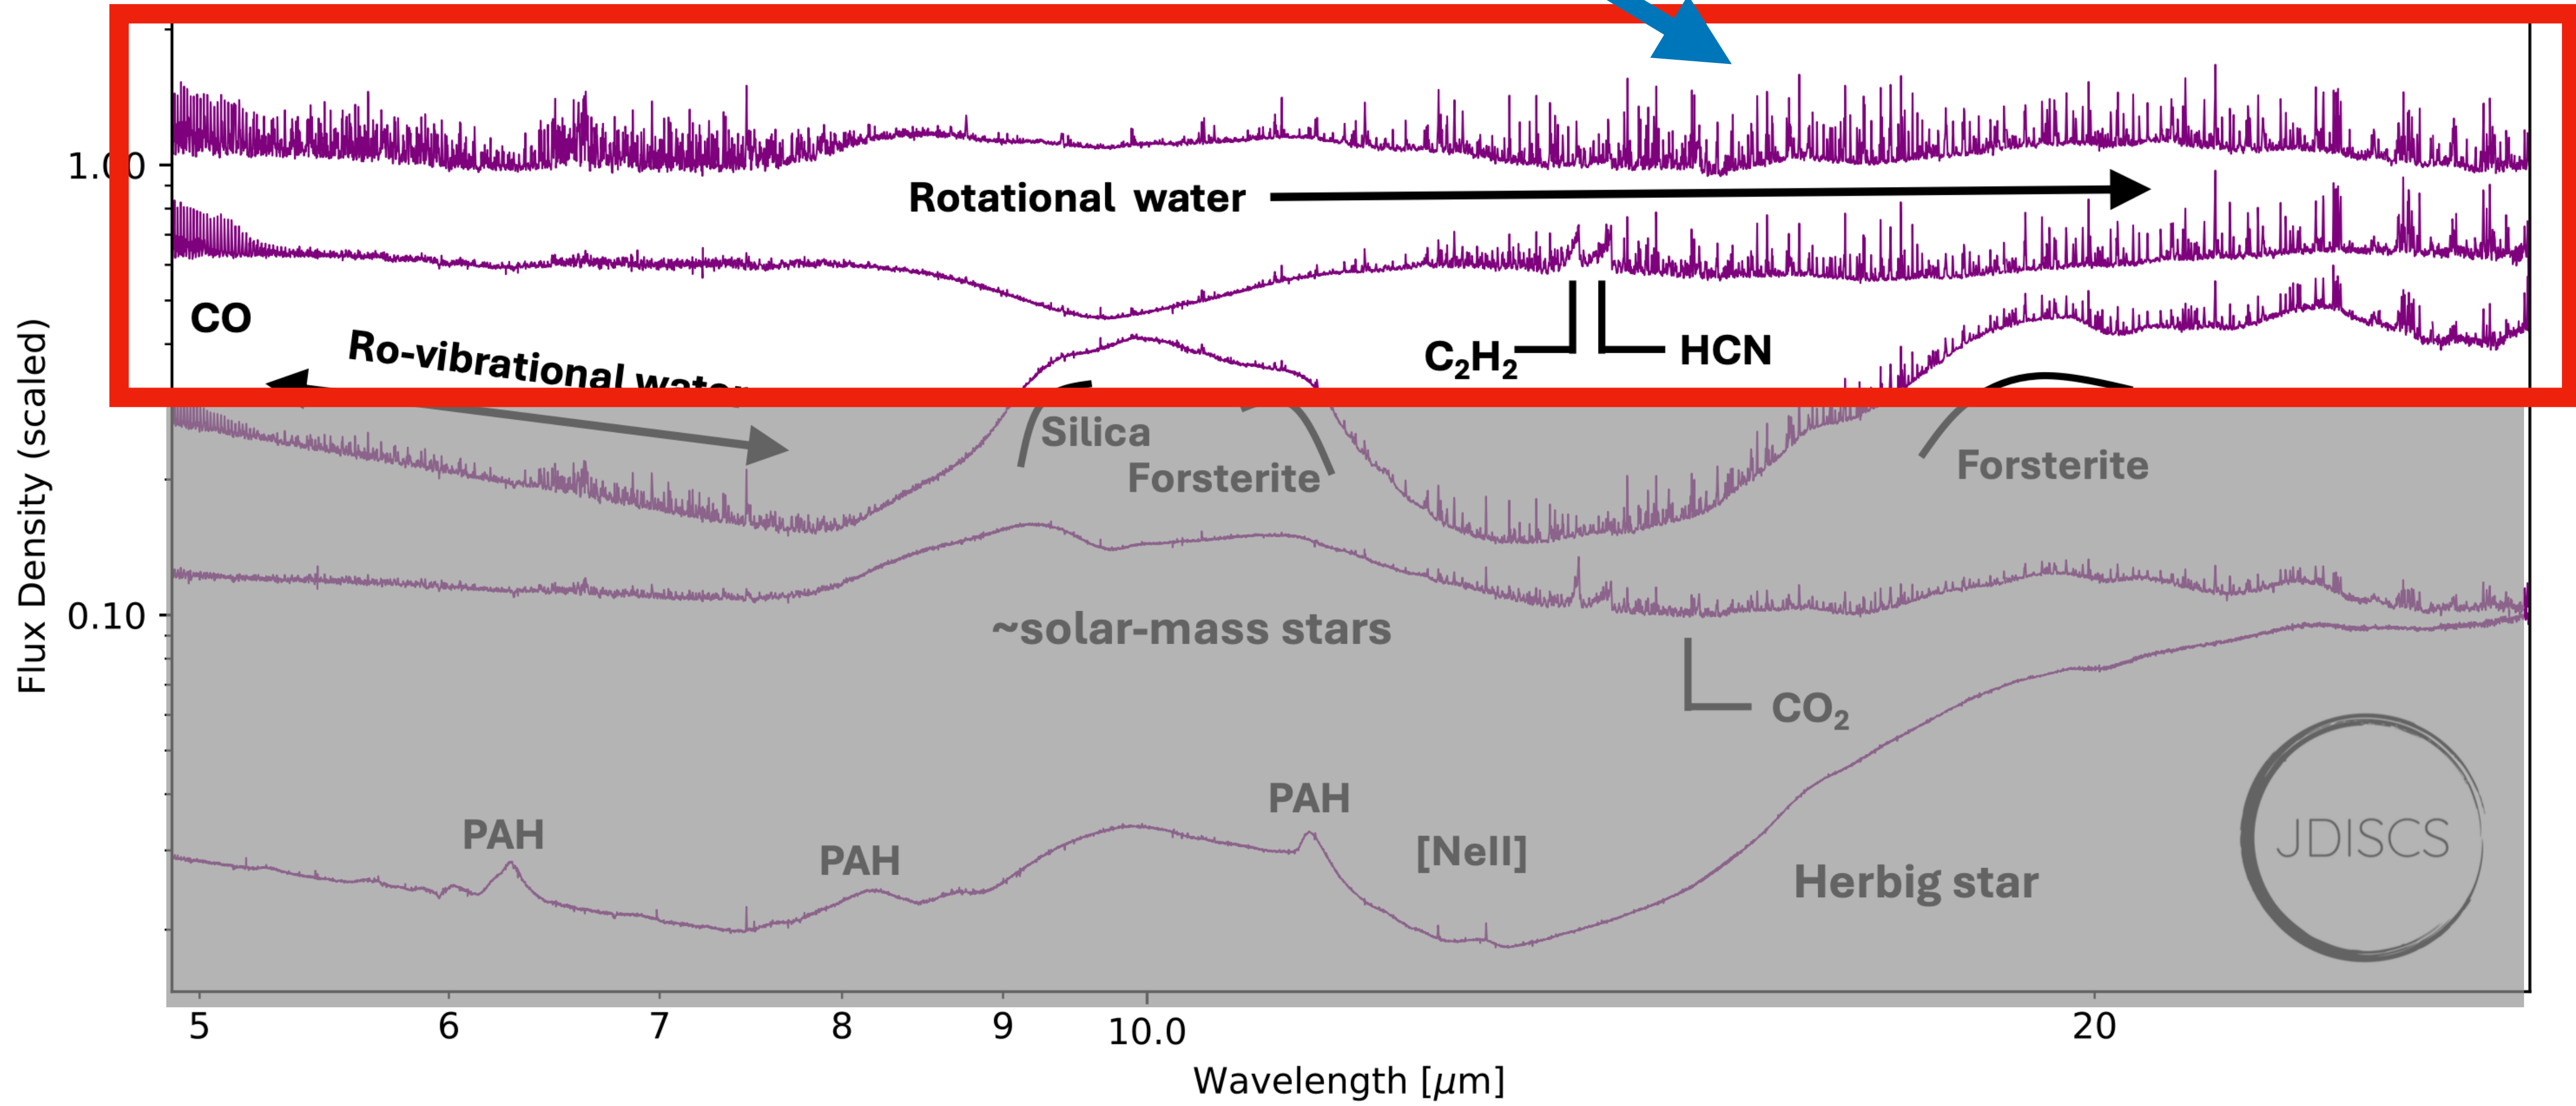 1.00
Rotational water
CO
Ro-vibrational water
C₂H₂
HCN
Silica
Forsterite
Forsterite
Flux Density (scaled)
0.10
~solar-mass stars
CO₂
PAH
PAH
PAH
[NeII]
Herbig star
JDISCS
5 6 7 8 9 10.0 20
Wavelength [μm]